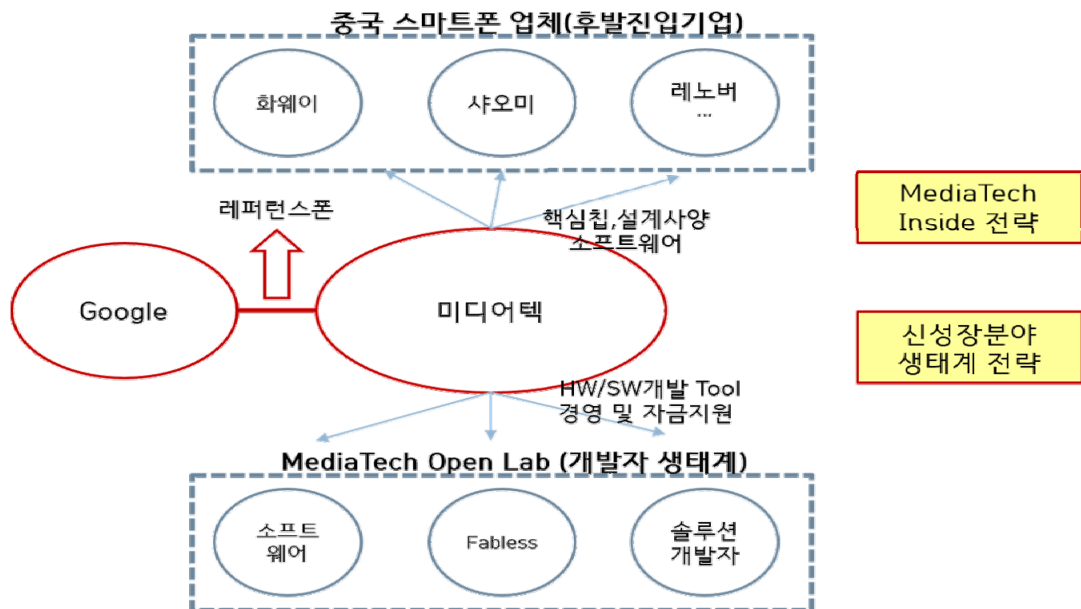 중국 스마트폰 업체(후발진입기업)
화웨이
샤오미
레노버
...
레퍼런스폰
핵심칩,설계사양
소프트웨어
MediaTech
Inside 전략
Google
미디어텍
신성장분야
생태계 전략
HW/SW개발 Tool
경영 및 자금지원
MediaTech Open Lab (개발자 생태계)
소프트
웨어
Fabless
솔루션
개발자